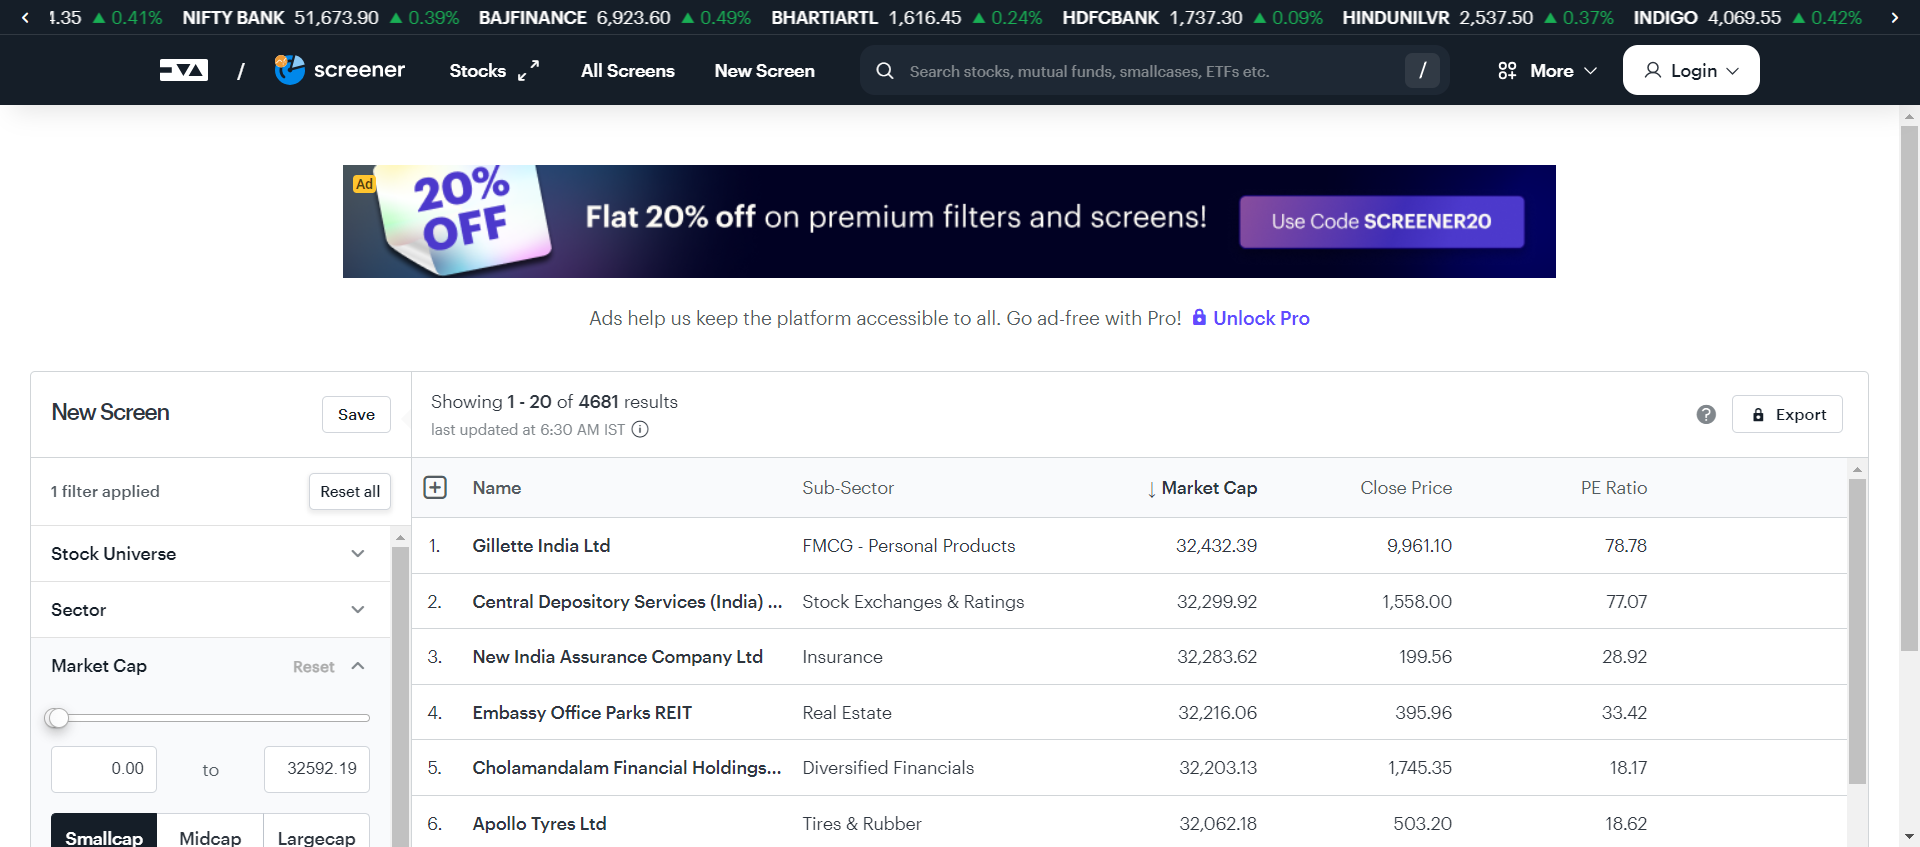 4.35 ▲ 0.41% NIFTY BANK 51,673.90 ▲ 0.39% BAJFINANCE 6,923.60 ▲ 0.49% BHARTIARTL 1,616.45 ▲ 0.24% HDFCBANK 1,737.30 ▲ 0.09% HINDUNILVR 2,537.50 ▲ 0.37% INDIGO 4,069.55 ▲ 0.42%
/ screener Stocks All Screens New Screen Search stocks, mutual funds, smallcases, ETFs etc. / More Login
Ad
20% OFF
Flat 20% off on premium filters and screens!
Use Code SCREENER20
Ads help us keep the platform accessible to all. Go ad-free with Pro! Unlock Pro
New Screen Save
Showing 1 - 20 of 4681 results
last updated at 6:30 AM IST
? Export
1 filter applied Reset all
Stock Universe
Sector
Market Cap Reset
0.00 to 32592.19
Smallcap Midcap Largecap
Name Sub-Sector ↓ Market Cap Close Price PE Ratio
1. Gillette India Ltd FMCG - Personal Products 32,432.39 9,961.10 78.78
2. Central Depository Services (India) ... Stock Exchanges & Ratings 32,299.92 1,558.00 77.07
3. New India Assurance Company Ltd Insurance 32,283.62 199.56 28.92
4. Embassy Office Parks REIT Real Estate 32,216.06 395.96 33.42
5. Cholamandalam Financial Holdings... Diversified Financials 32,203.13 1,745.35 18.17
6. Apollo Tyres Ltd Tires & Rubber 32,062.18 503.20 18.62